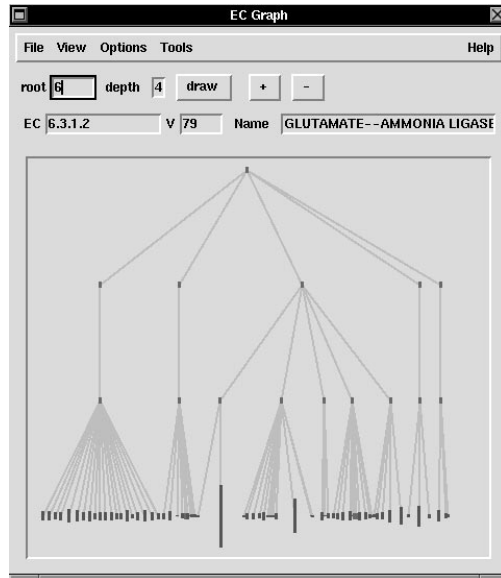 EC Graph
File View Options Tools Help
root 6 depth 4 draw + -
EC 6.3.1.2 V 79 Name GLUTAMATE--AMMONIA LIGASE